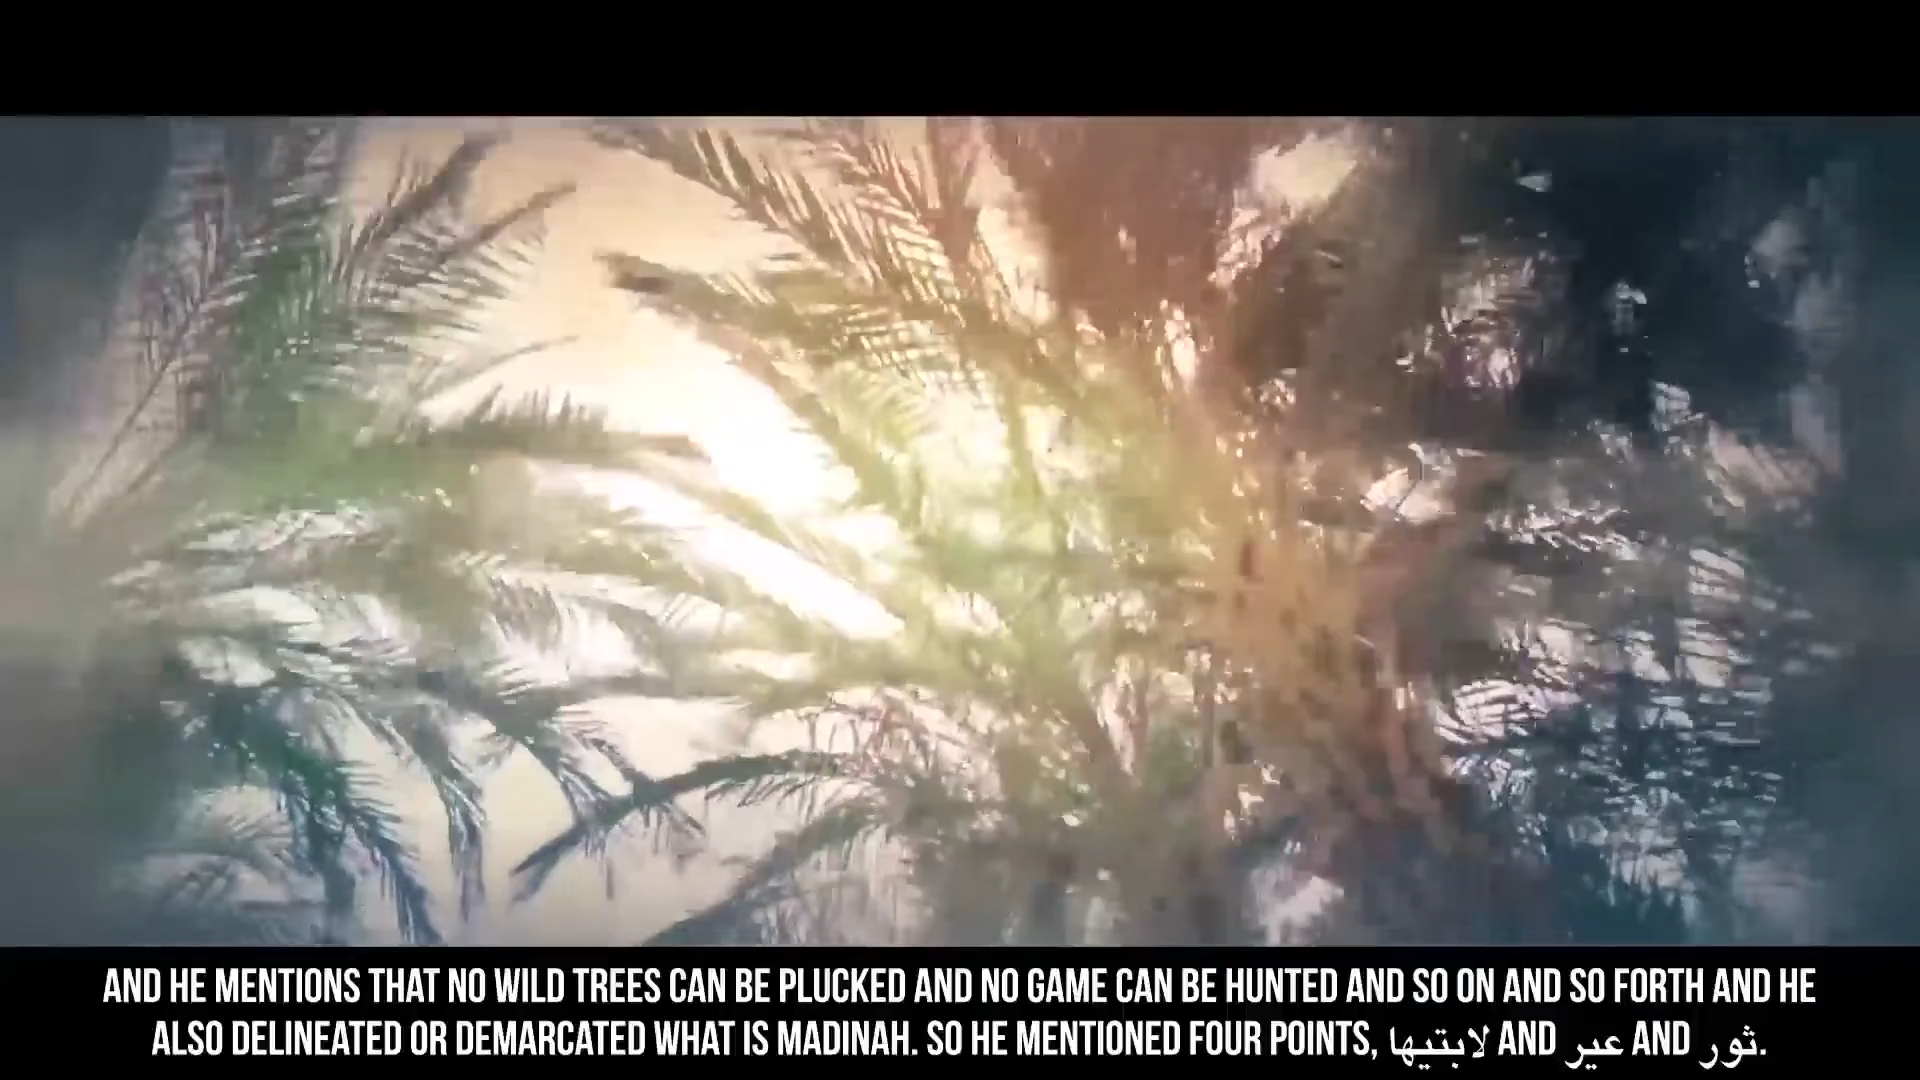 AND HE MENTIONS THAT NO WILD TREES CAN BE PLUCKED AND NO GAME CAN BE HUNTED AND SO ON AND SO FORTH AND HE
ALSO DELINEATED OR DEMARCATED WHAT IS MADINAH. SO HE MENTIONED FOUR POINTS, لابتيها AND عير AND ثور.